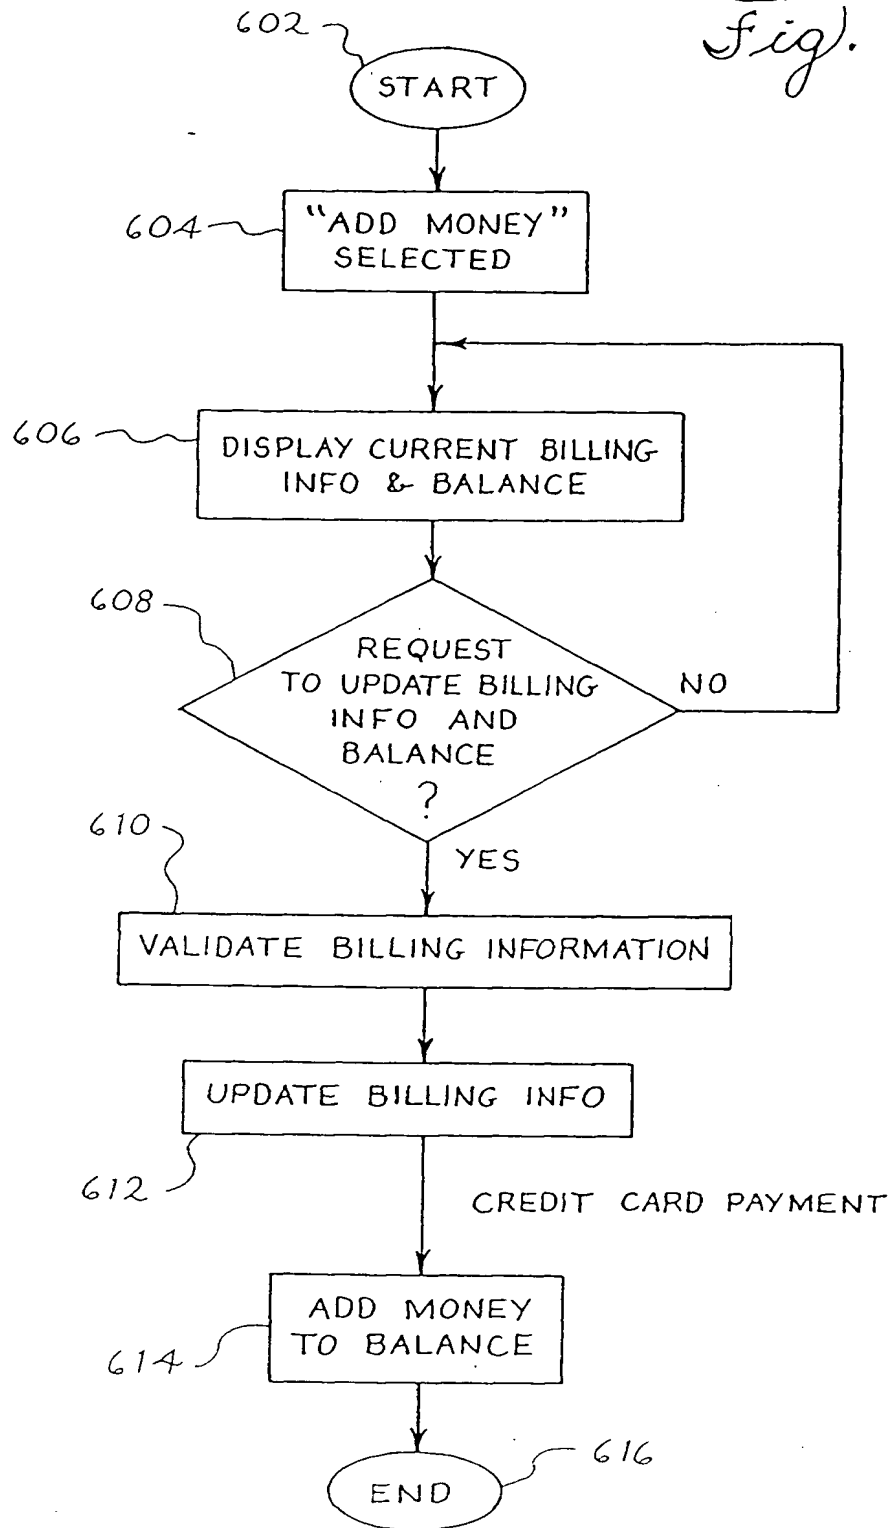 Fig.
602
START
604
"ADD MONEY"
SELECTED
606
DISPLAY CURRENT BILLING
INFO & BALANCE
608
REQUEST
TO UPDATE BILLING
INFO AND
BALANCE
?
NO
YES
610
VALIDATE BILLING INFORMATION
UPDATE BILLING INFO
612
CREDIT CARD PAYMENT
ADD MONEY
TO BALANCE
614
END
616